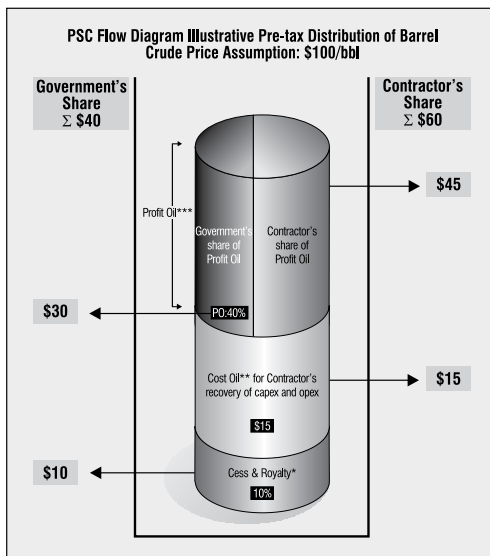 PSC Flow Diagram Illustrative Pre-tax Distribution of Barrel
Crude Price Assumption: $100/bbl
Government's
Share
Σ $40
Contractor's
Share
Σ $60
$45
Profit Oil***
Government's
share of
Profit Oil
Contractor's
share of
Profit Oil
$30
PO:40%
Cost Oil** for Contractor's
recovery of capex and opex
$15
$15
$10
Cess & Royalty*
10%